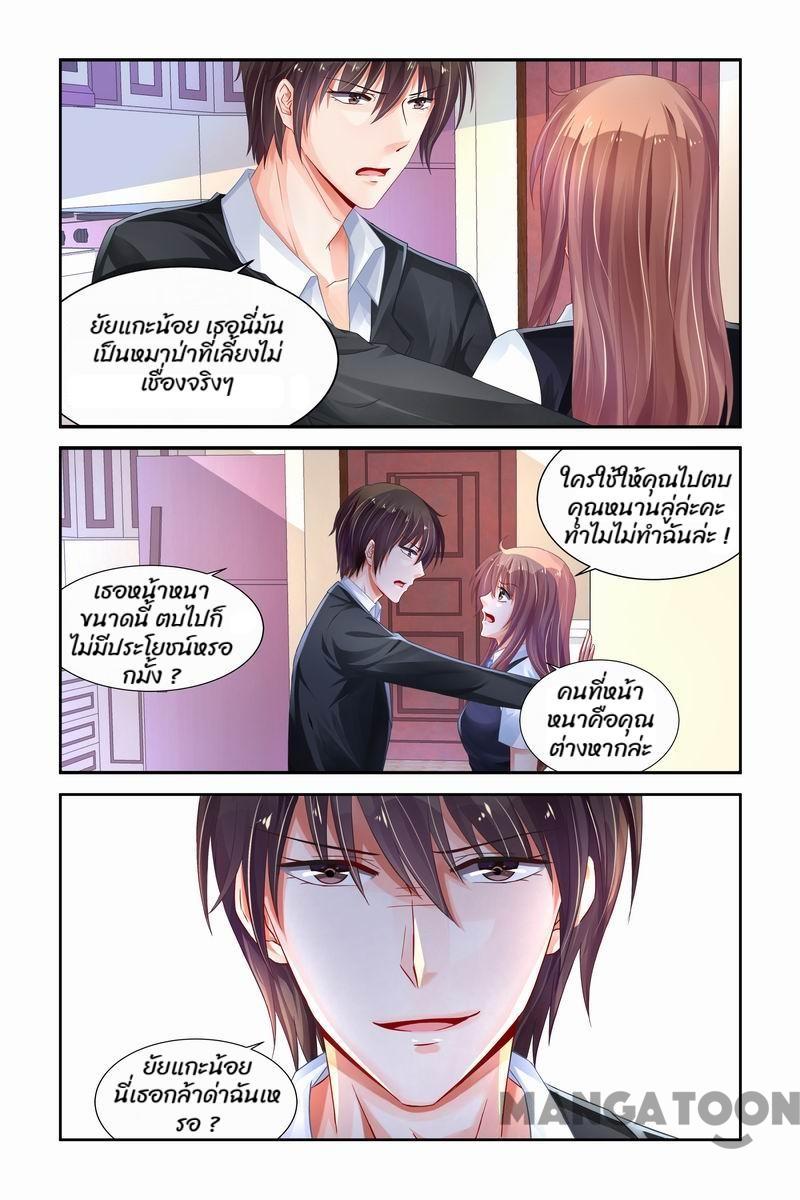 ยัยแกะน้อย เธอนี่มัน
เป็นหมาป่าที่เลี้ยงไม่
เชื่องจริงๆ
ใครใช้ให้คุณไปตบ
คุณหนานลู่ล่ะคะ
ทำไมไม่ทำฉันล่ะ !
เธอหน้าหนา
ขนาดนี้ ตบไปก็
ไม่มีประโยชน์หรอ
กมั้ง ?
คนที่หน้า
หนาคือคุณ
ต่างหากล่ะ
ยัยแกะน้อย
นี่เธอกล้าด่าฉันเห
รอ ?
MANGATOON